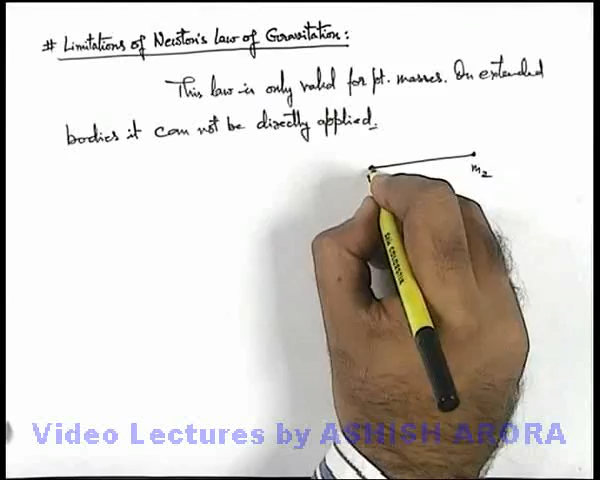 # Limitations of Newton's Law of Gravitation:
This law is only valid for pt. masses. On extended
bodies it can not be directly applied.
m2
Video Lectures by ASHISH ARORA